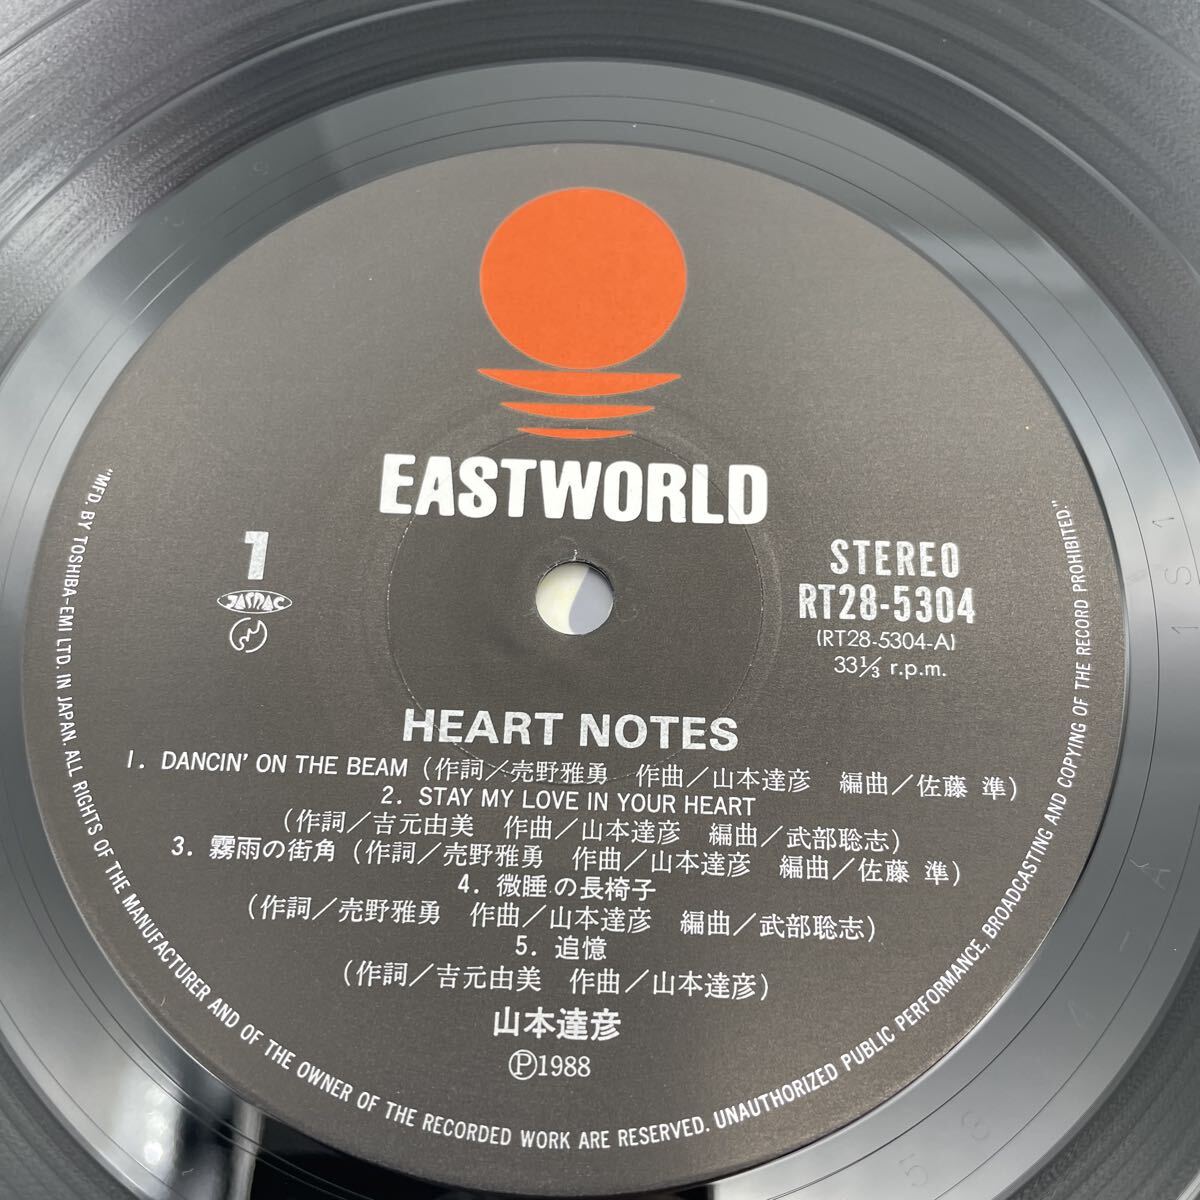 EASTWORLD
1
JASRAC
STEREO
RT28-5304
(RT28-5304-A)
33 1/3 r.p.m.
HEART NOTES
1. DANCIN' ON THE BEAM (作詞/売野雅勇 作曲/山本達彦 編曲/佐藤 準)
2. STAY MY LOVE IN YOUR HEART
(作詞/吉元由美 作曲/山本達彦 編曲/武部聡志)
3. 霧雨の街角 (作詞/売野雅勇 作曲/山本達彦 編曲/佐藤 準)
4. 微睡の長椅子
(作詞/売野雅勇 作曲/山本達彦 編曲/武部聡志)
5. 追憶
(作詞/吉元由美 作曲/山本達彦)
山本達彦
Ⓟ1988
"MFD. BY TOSHIBA-EMI LTD. IN JAPAN. ALL RIGHTS OF THE MANUFACTURER AND OF THE OWNER OF THE RECORDED WORK ARE RESERVED. UNAUTHORIZED PUBLIC PERFORMANCE, BROADCASTING AND COPYING OF THE RECORD PROHIBITED."